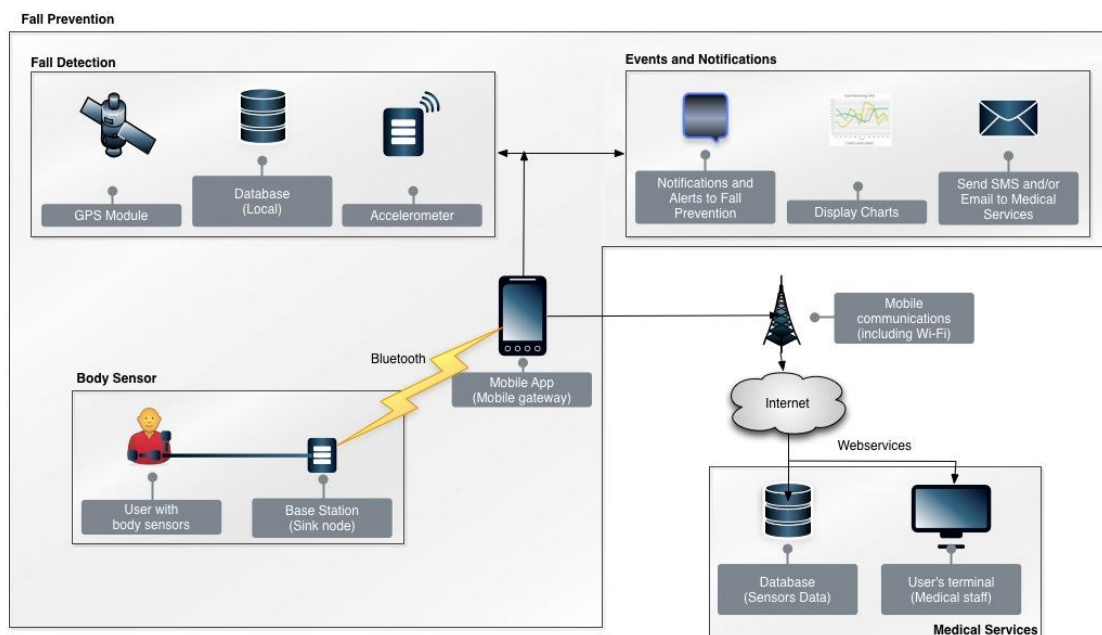 Fall Prevention
Fall Detection
GPS Module
Database
(Local)
Accelerometer
Events and Notifications
Notifications and
Alerts to Fall
Prevention
Display Charts
Send SMS and/or
Email to Medical
Services
Mobile
communications
(including Wi-Fi)
Bluetooth
Mobile App
(Mobile gateway)
Body Sensor
User with
body sensors
Base Station
(Sink node)
Internet
Webservices
Database
(Sensors Data)
User's terminal
(Medical staff)
Medical Services